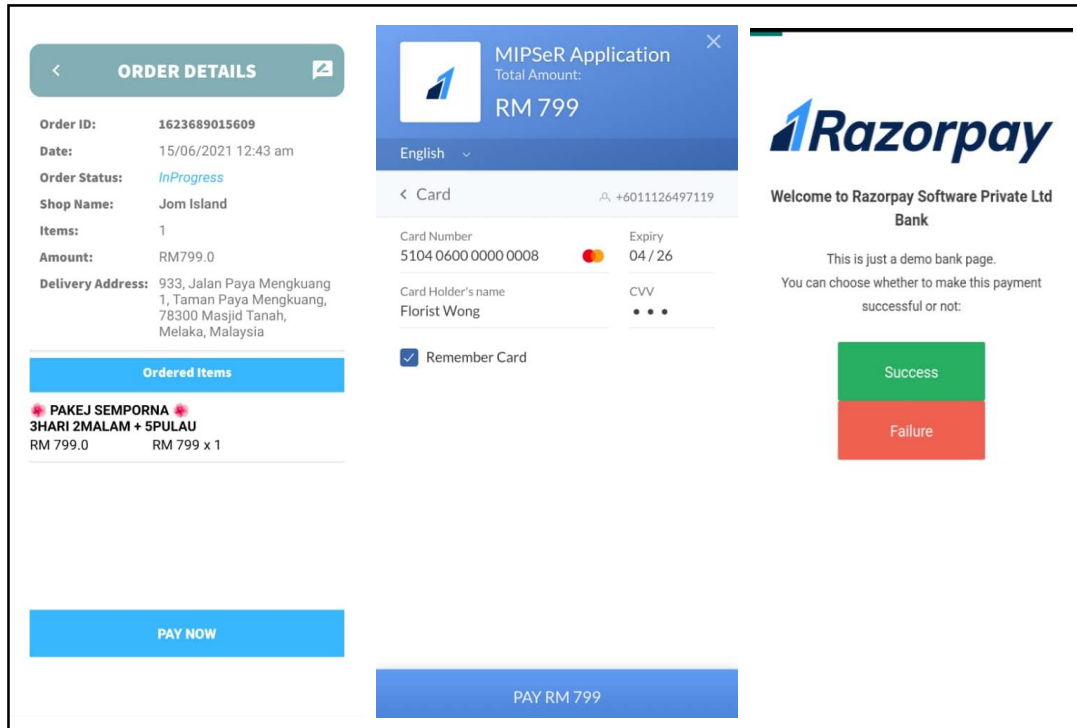 ORDER DETAILS
Order ID: 1623689015609
Date: 15/06/2021 12:43 am
Order Status: InProgress
Shop Name: Jom Island
Items: 1
Amount: RM799.0
Delivery Address: 933, Jalan Paya Mengkuang
1, Taman Paya Mengkuang,
78300 Masjid Tanah,
Melaka, Malaysia
Ordered Items
🌺 PAKEJ SEMPORNA 🌺
3HARI 2MALAM + 5PULAU
RM 799.0 RM 799 x 1
PAY NOW
MIPSeR Application
Total Amount:
RM 799
English
Card +6011126497119
Card Number Expiry
5104 0600 0000 0008 04 / 26
Card Holder's name CVV
Florist Wong
Remember Card
PAY RM 799
Razorpay
Welcome to Razorpay Software Private Ltd
Bank
This is just a demo bank page.
You can choose whether to make this payment
successful or not:
Success
Failure